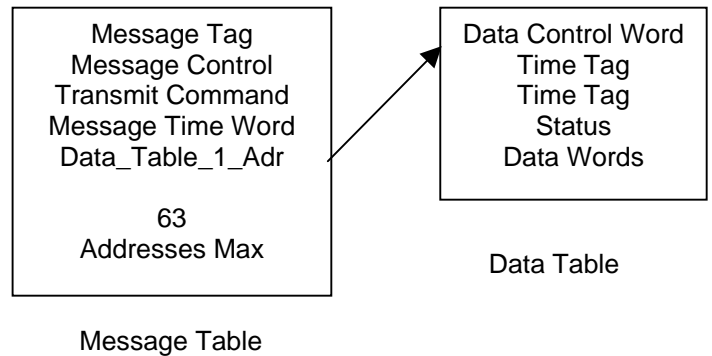 Message Tag
Message Control
Transmit Command
Message Time Word
Data_Table_1_Adr
63
Addresses Max
Message Table
Data Control Word
Time Tag
Time Tag
Status
Data Words
Data Table